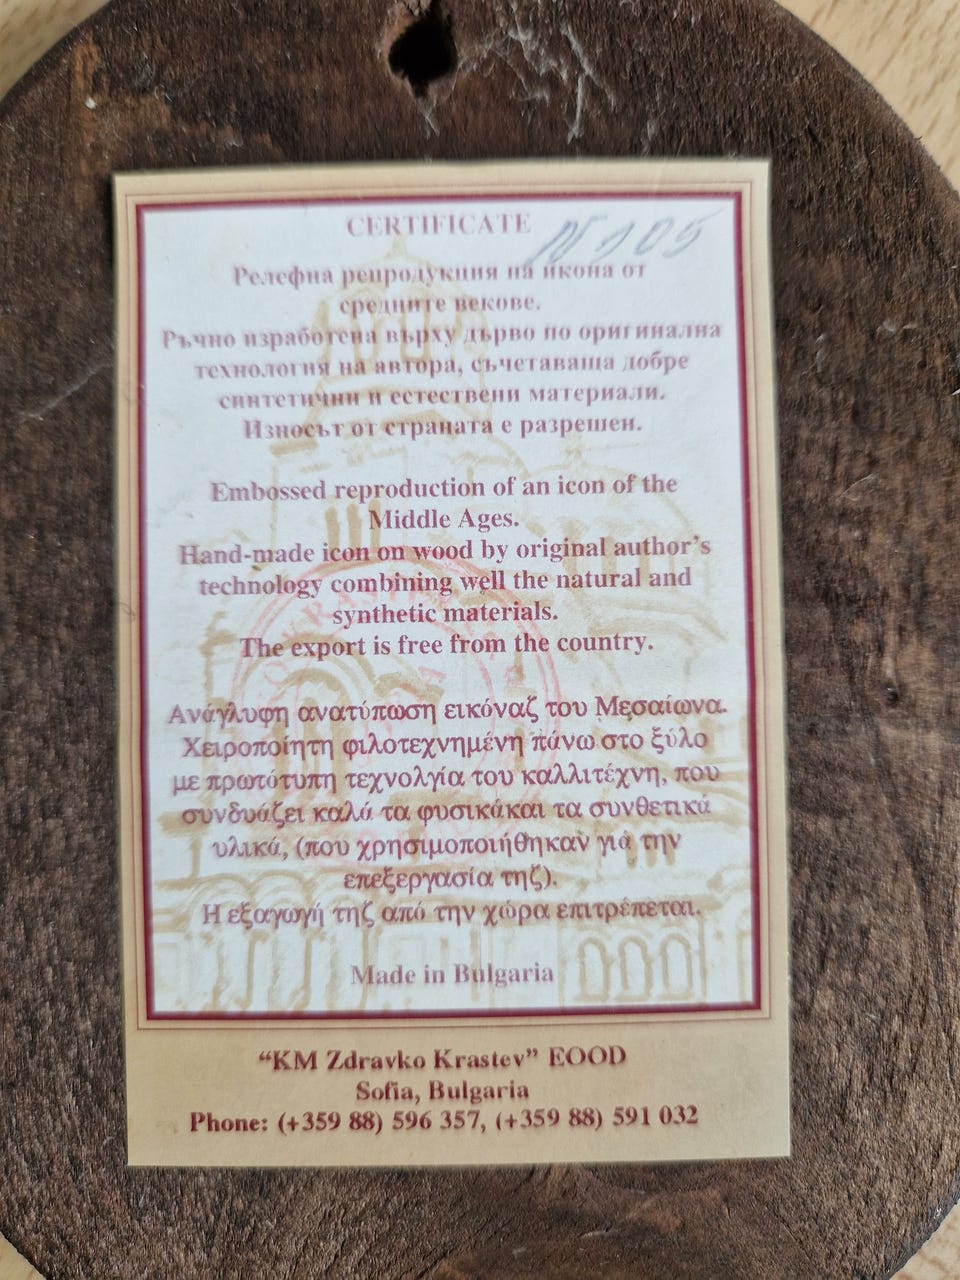 CERTIFICATE
Релефна репродукция на икона от
средните векове.
Ръчно изработена върху дърво по оригинална
технология на автора, съчетаваща добре
синтетични и естествени материали.
Износът от страната е разрешен.
Embossed reproduction of an icon of the
Middle Ages.
Hand-made icon on wood by original author's
technology combining well the natural and
synthetic materials.
The export is free from the country.
Ανάγλυφη ανατύπωση εικόναζ του Μεσαίωνα.
Χειροποίητη φιλοτεχνημένη πάνω στο ξύλο
με πρωτότυπη τεχνολγία του καλλιτέχνη, που
συνδυάζει καλά τα φυσικάκαι τα συνθετικά
υλικά, (που χρησιμοποιήθηκαν για την
επεξεργασία τηζ).
Η εξαγωγή τηζ από την χώρα επιτρέπεται.
Made in Bulgaria
"KM Zdravko Krastev" EOOD
Sofia, Bulgaria
Phone: (+359 88) 596 357, (+359 88) 591 032